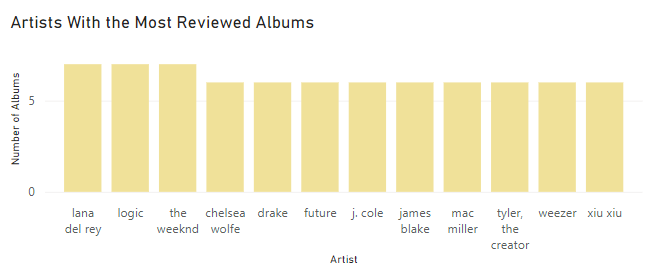 Artists With the Most Reviewed Albums
Number of Albums
5
0
lana
del rey
logic
the
weeknd
chelsea
wolfe
drake
future
j. cole
james
blake
mac
miller
tyler,
the
creator
weezer
xiu xiu
Artist